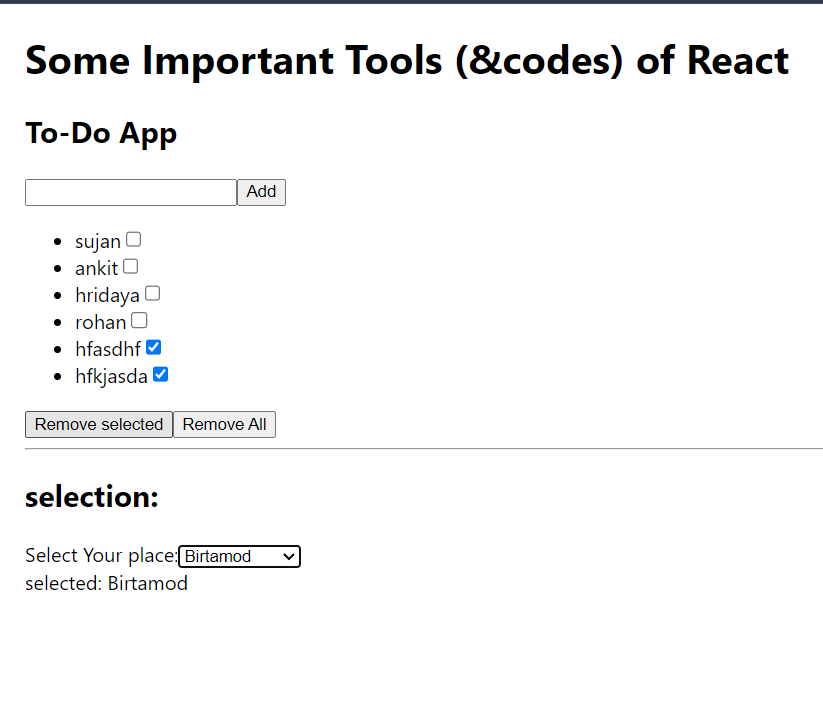 Some Important Tools (&codes) of React
To-Do App
Add
sujan
ankit
hridaya
rohan
hfasdhf
hfkjasda
Remove selected Remove All
selection:
Select Your place: Birtamod
selected: Birtamod